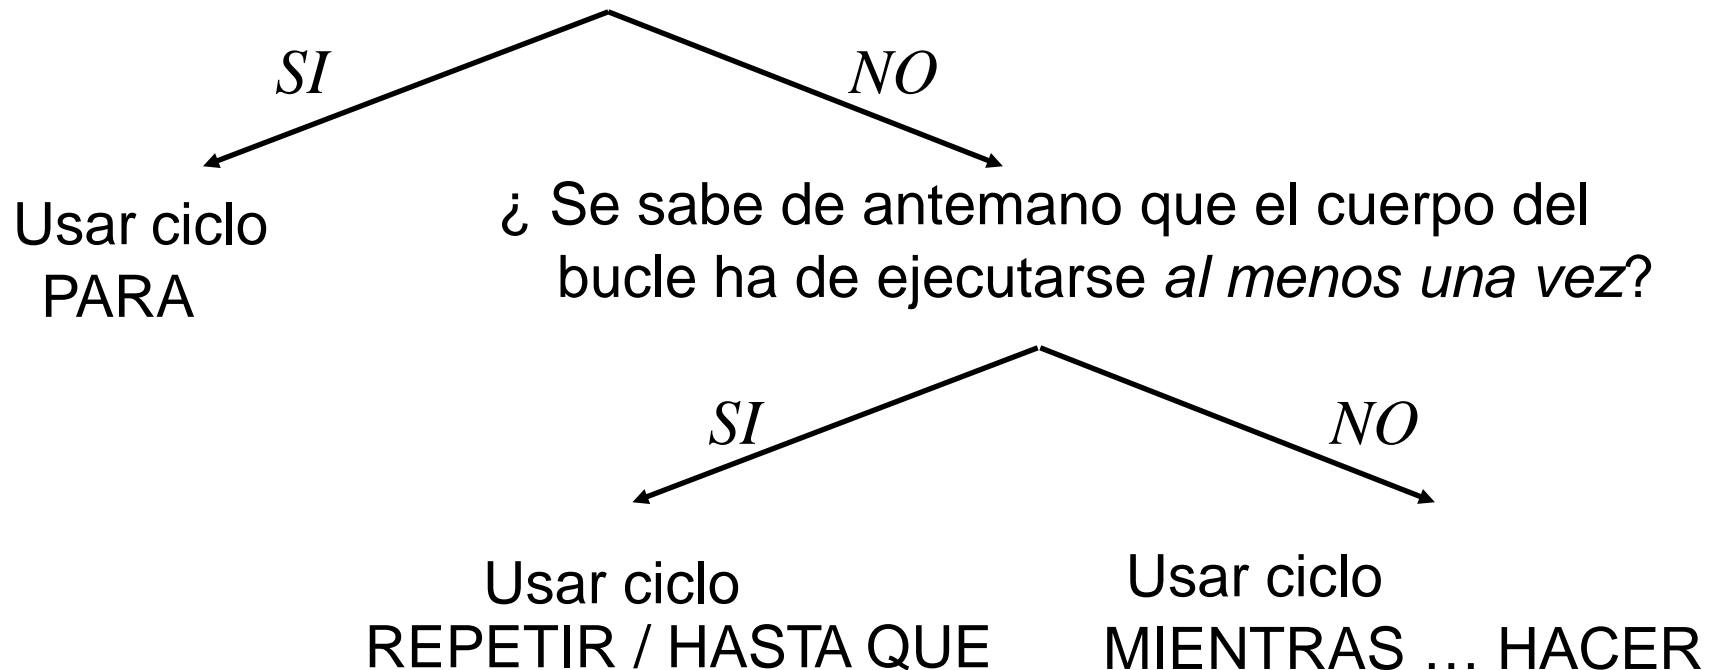 SI
NO
Usar ciclo
PARA
¿ Se sabe de antemano que el cuerpo del
bucle ha de ejecutarse al menos una vez?
SI
NO
Usar ciclo
REPETIR / HASTA QUE
Usar ciclo
MIENTRAS … HACER